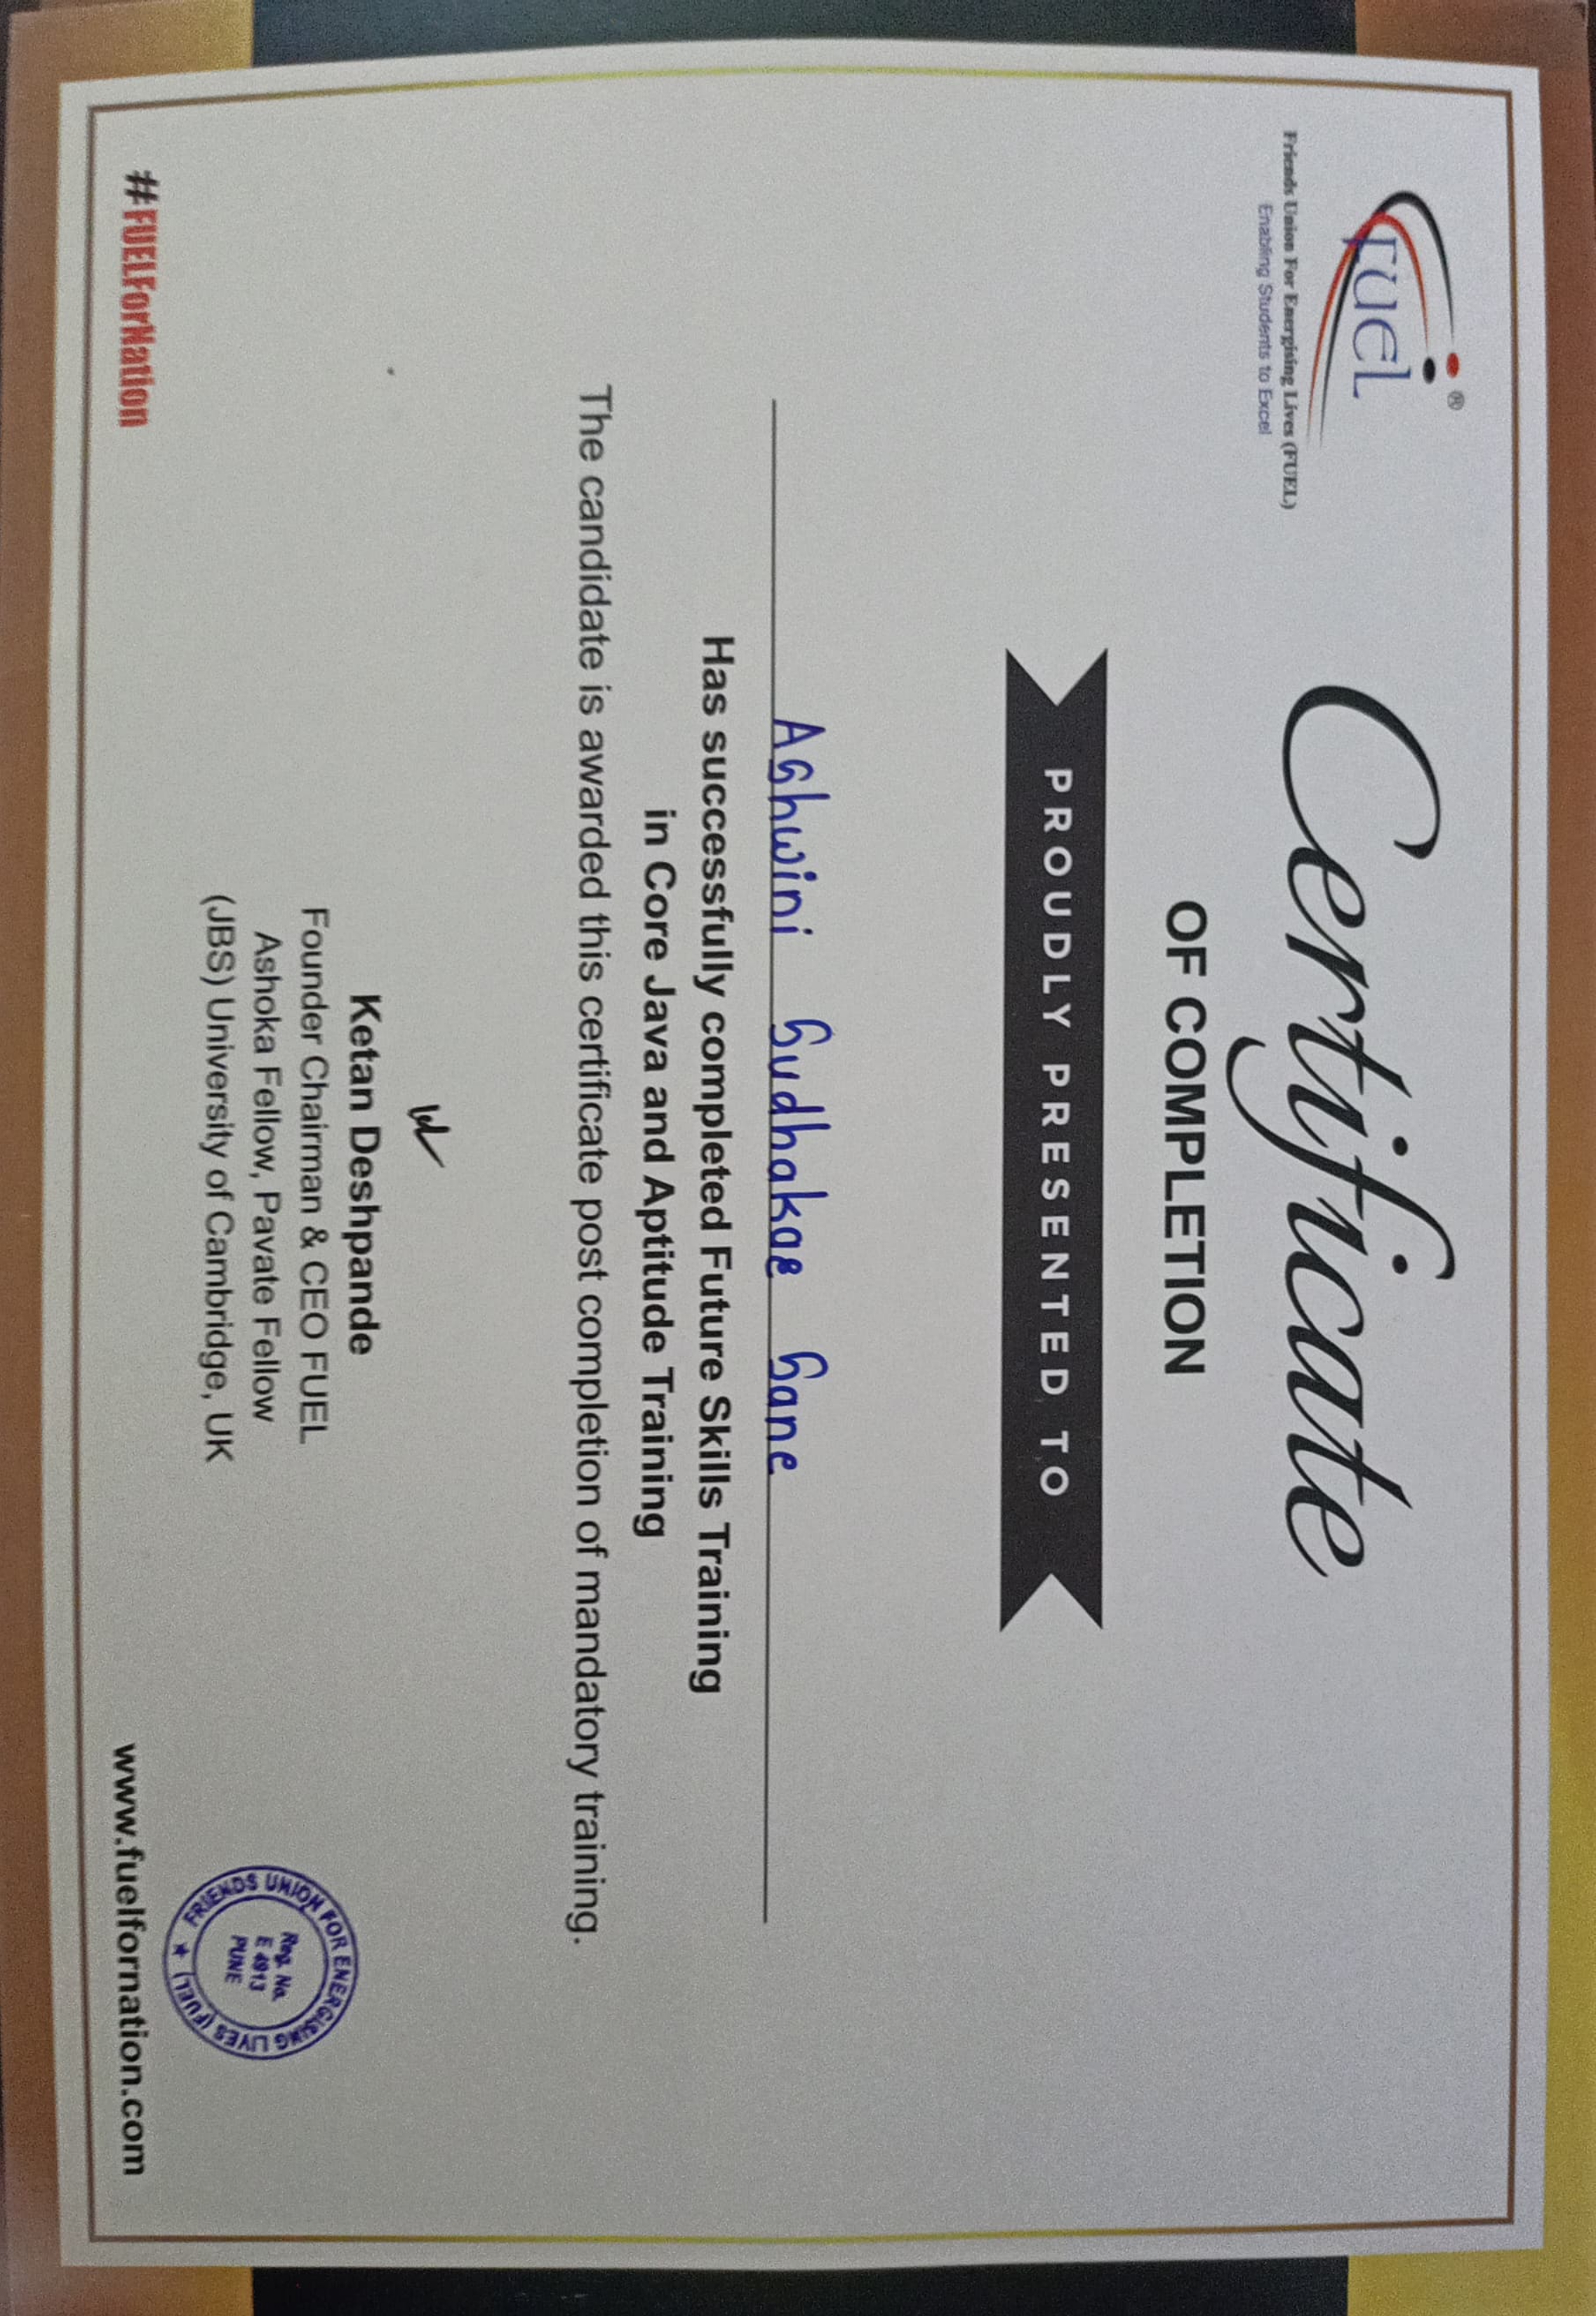 FUEL®
Friends Union For Energising Lives (FUEL)
Enabling Students to Excel
Certificate
OF COMPLETION
PROUDLY PRESENTED TO
Ashwini Sudhakar Sane
Has successfully completed Future Skills Training
in Core Java and Aptitude Training
The candidate is awarded this certificate post completion of mandatory training.
Ketan Deshpande
Founder Chairman & CEO FUEL
Ashoka Fellow, Pavate Fellow
(JBS) University of Cambridge, UK
FRIENDS UNION FOR ENERGISING LIVES (FUEL) ★
Reg. No.
E 4913
PUNE
#FUELForNation
www.fuelfornation.com